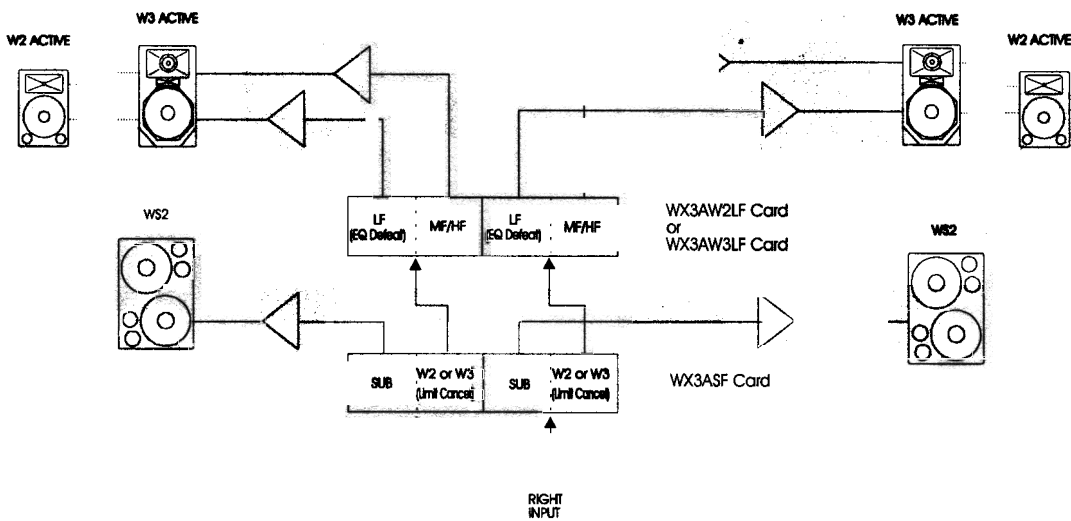 W3 ACTIVE
W3 ACTIVE
W2 ACTIVE
W2 ACTIVE
LF
(EQ Defeat)
MF/HF
LF
(EQ Defeat)
MF/HF
WX3AW2LF Card
or
WX3AW3LF Card
WS2
WS2
SUB
W2 or W3
(Limit Cancel)
SUB
W2 or W3
(Limit Cancel)
WX3ASF Card
RIGHT
INPUT